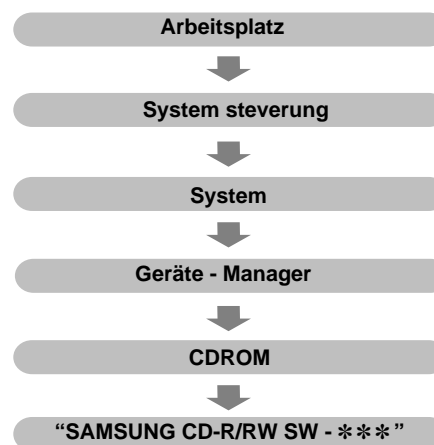 Arbeitsplatz
System steverung
System
Geräte - Manager
CDROM
“SAMSUNG CD-R/RW SW - ***”